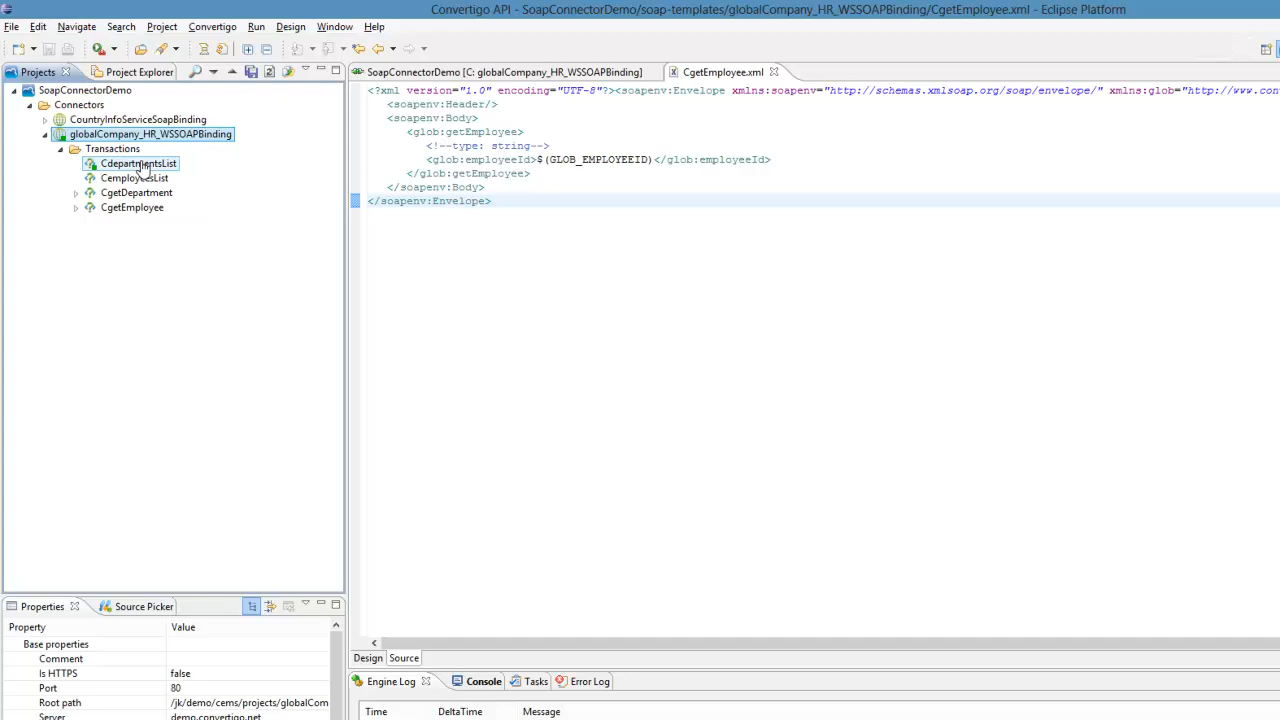 Convertigo API - SoapConnectorDemo/soap-templates/globalCompany_HR_WSSOAPBinding/CgetEmployee.xml - Eclipse Platform
File Edit Navigate Search Project Convertigo Run Design Window Help
Projects Project Explorer
SoapConnectorDemo [C: globalCompany_HR_WSSOAPBinding] CgetEmployee.xml
SoapConnectorDemo
Connectors
CountryInfoServiceSoapBinding
globalCompany_HR_WSSOAPBinding
Transactions
CdepartmentsList
CemployeesList
CgetDepartment
CgetEmployee
<?xml version="1.0" encoding="UTF-8"?><soapenv:Envelope xmlns:soapenv="http://schemas.xmlsoap.org/soap/envelope/" xmlns:glob="http://www.con
<soapenv:Header/>
<soapenv:Body>
<glob:getEmployee>
<!--type: string-->
<glob:employeeId>$(GLOB_EMPLOYEEID)</glob:employeeId>
</glob:getEmployee>
</soapenv:Body>
</soapenv:Envelope>
Design Source
Properties Source Picker
Property Value
Base properties
Comment
Is HTTPS false
Port 80
Root path /jk/demo/cems/projects/globalCom
Server demo.convertigo.net
Engine Log Console Tasks Error Log
Time DeltaTime Message